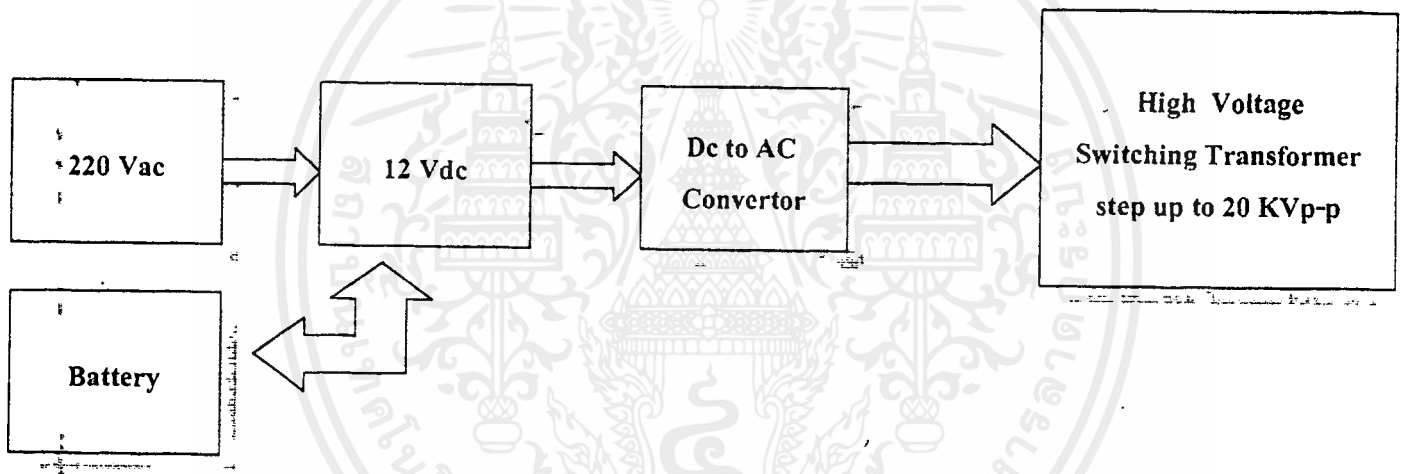 220 Vac
12 Vdc
Dc to AC
Convertor
High Voltage
Switching Transformer
step up to 20 KVp-p
Battery